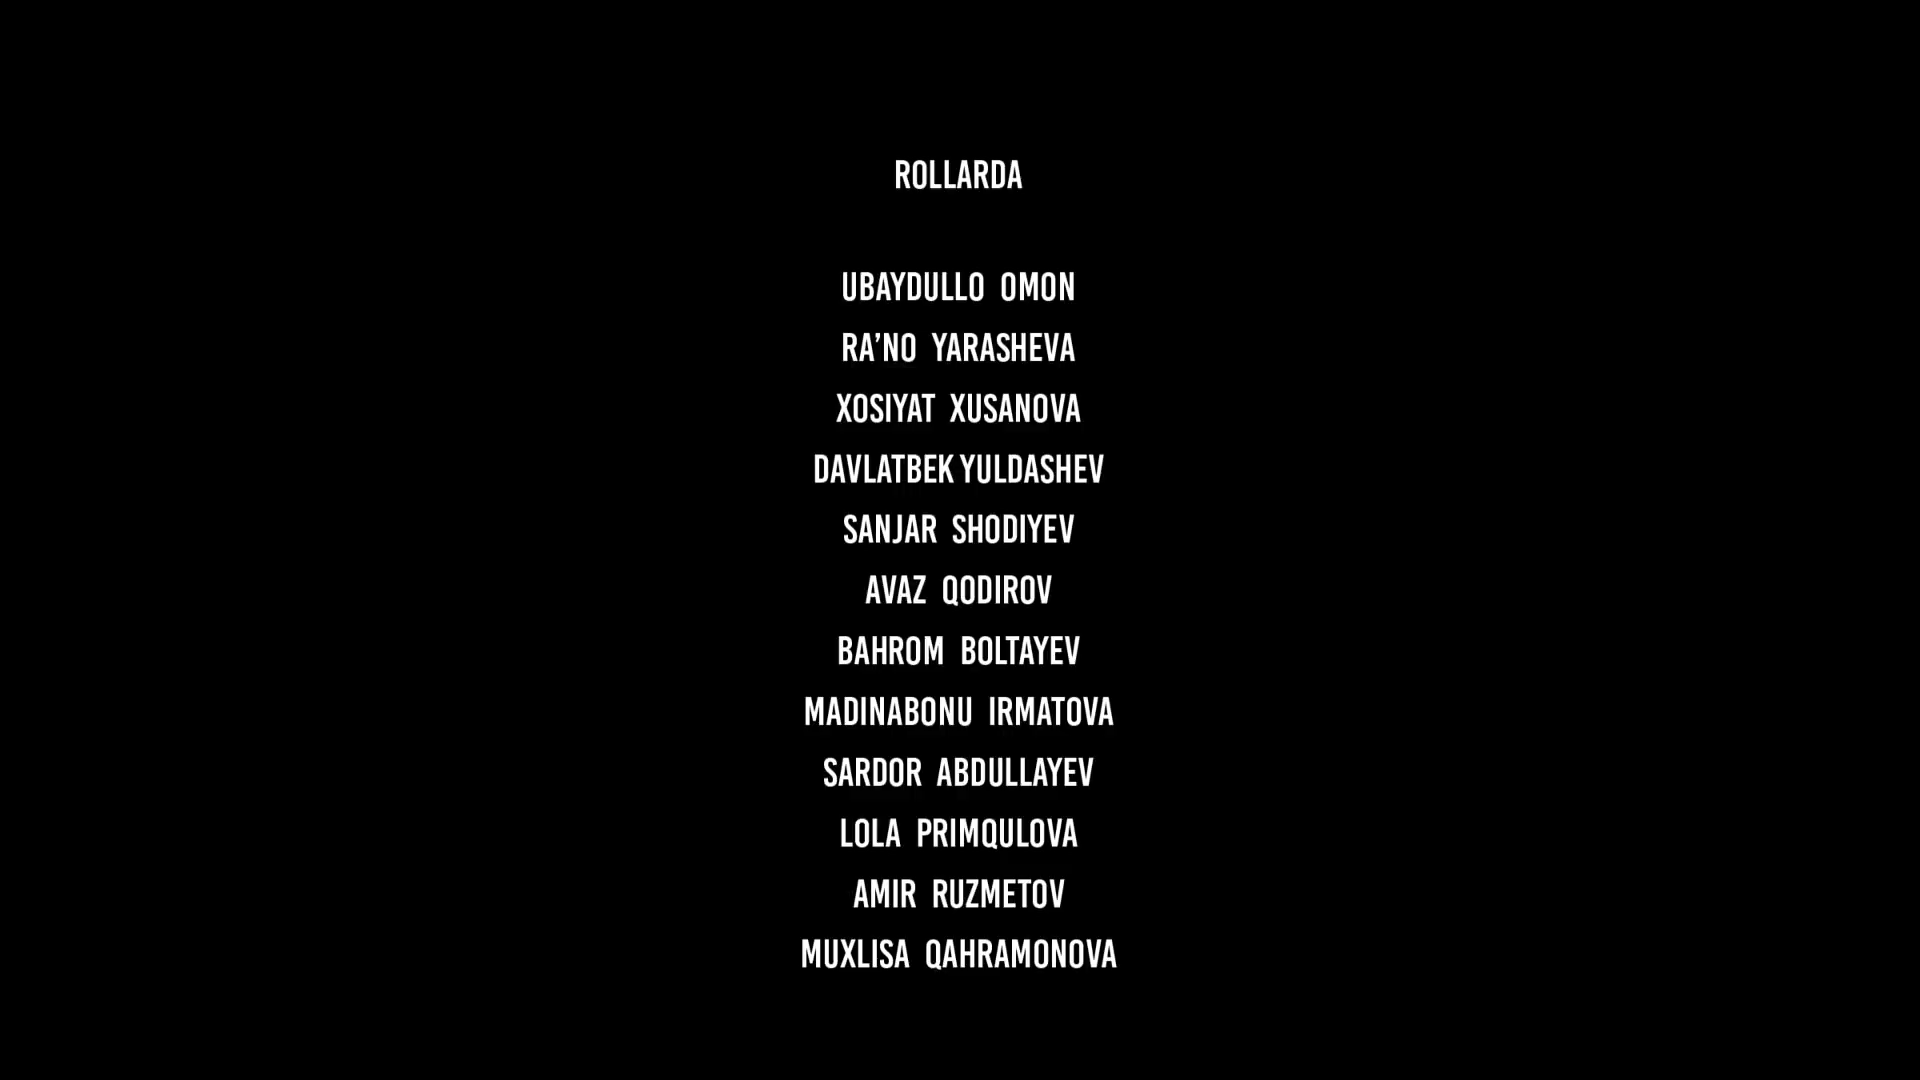 ROLLARDA
UBAYDULLO OMON
RA’NO YARASHEVA
XOSIYAT XUSANOVA
DAVLATBEK YULDASHEV
SANJAR SHODIYEV
AVAZ QODIROV
BAHROM BOLTAYEV
MADINABONU IRMATOVA
SARDOR ABDULLAYEV
LOLA PRIMQULOVA
AMIR RUZMETOV
MUXLISA QAHRAMONOVA